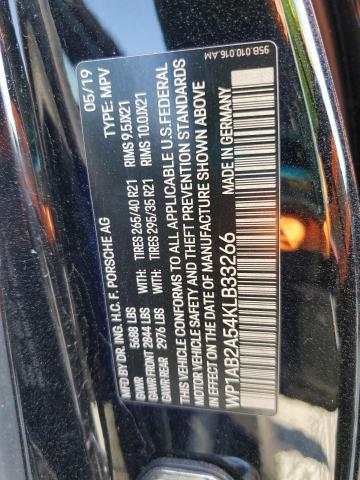 95B.010.016.AM
05/19
TYPE: MPV
MFD BY DR. ING. H.C. F. PORSCHE AG
GVWR 5688 LBS WITH:
GAWR FRONT 2844 LBS TIRES 265/40 R21 RIMS 9.5JX21
GAWR REAR 2976 LBS TIRES 295/35 R21 RIMS 10.0JX21
THIS VEHICLE CONFORMS TO ALL APPLICABLE U.S. FEDERAL
MOTOR VEHICLE SAFETY AND THEFT PREVENTION STANDARDS
IN EFFECT ON THE DATE OF MANUFACTURE SHOWN ABOVE
WP1AB2A54KLB33266 MADE IN GERMANY